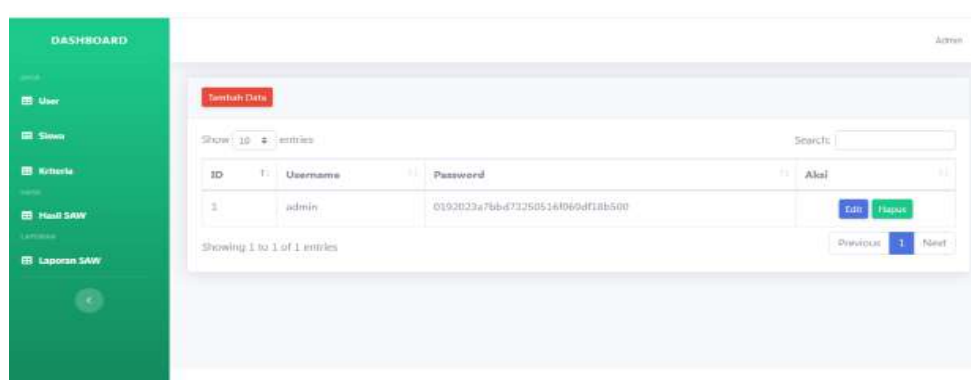 DASHBOARD
Admin
User
Tambah Data
Siswa
Show 10 entries
Search:
Kriteria
ID
Username
Password
Aksi
Hasil SAW
1
admin
0192023a7bbd73250516f069df18b500
Edit
Hapus
LAPORAN
Showing 1 to 1 of 1 entries
Previous
1
Next
Laporan SAW